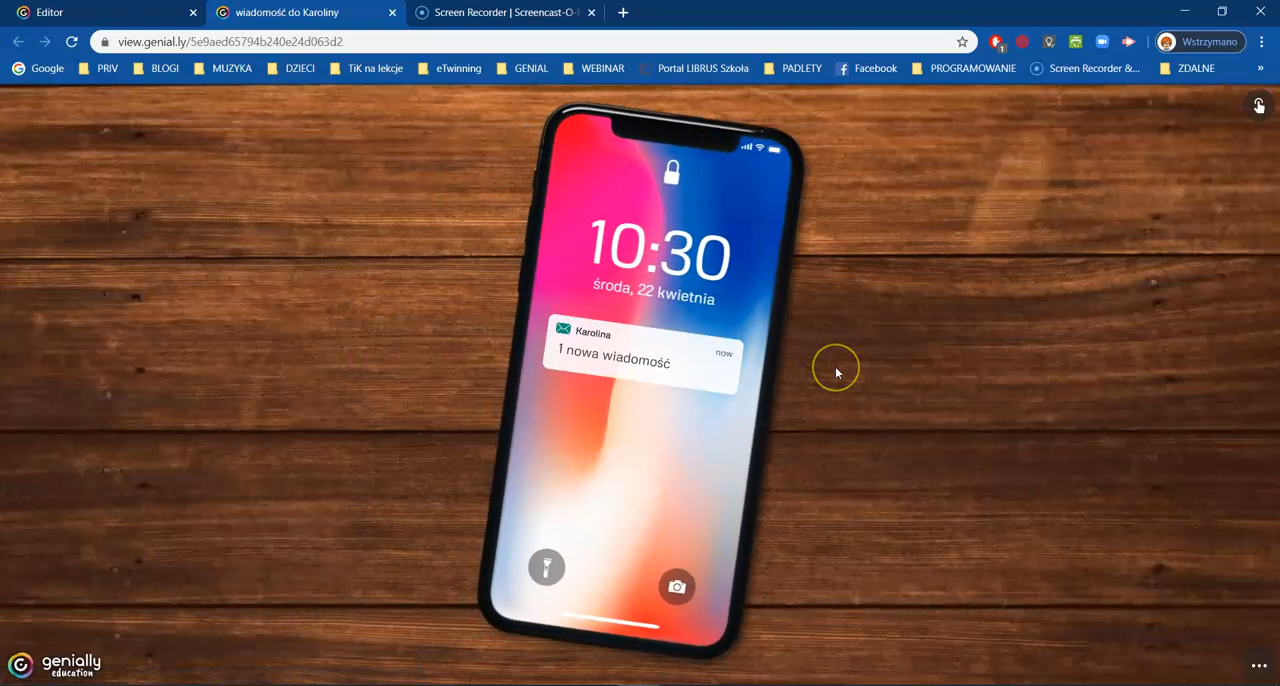 Editor
wiadomość do Karoliny
Screen Recorder | Screencast-O-
view.genial.ly/5e9aed65794b240e24d063d2
1
Wstrzymano
Google
PRIV
BLOGI
MUZYKA
DZIECI
TiK na lekcje
eTwinning
GENIAL
WEBINAR
Portal LIBRUS Szkoła
PADLETY
Facebook
PROGRAMOWANIE
Screen Recorder &...
ZDALNE
»
10:30
środa, 22 kwietnia
Karolina
now
1 nowa wiadomość
genially
education